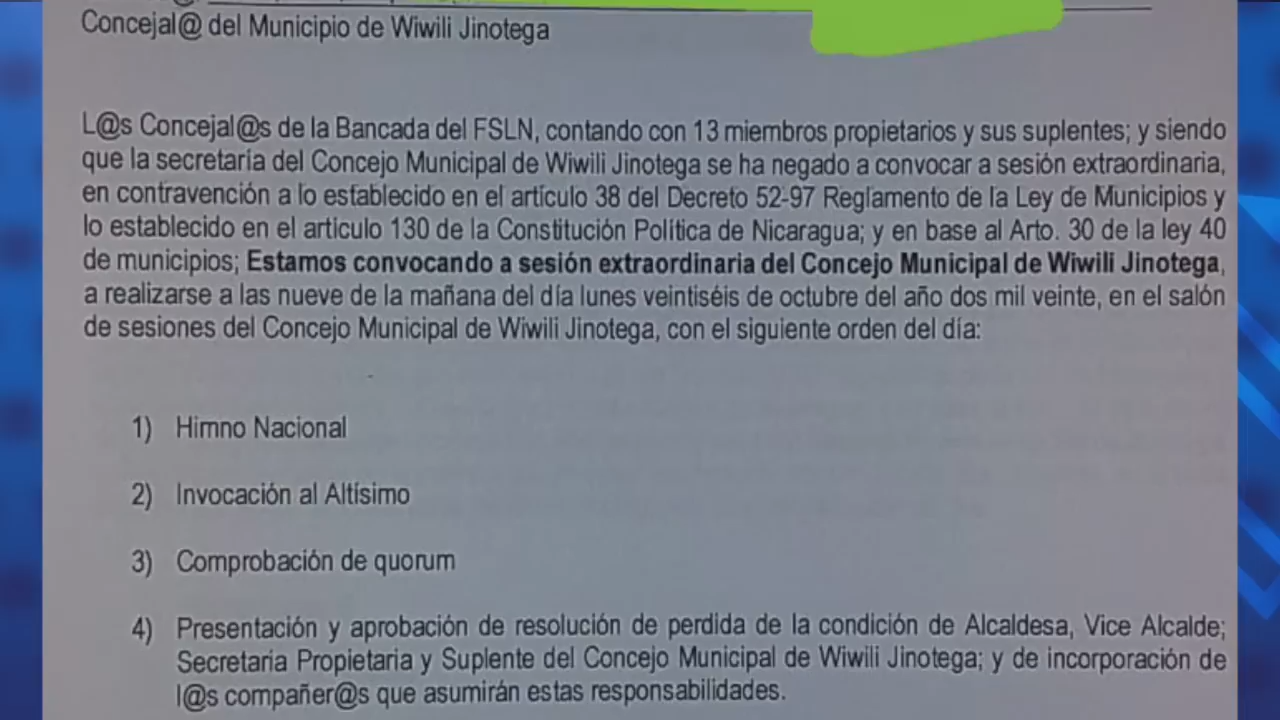 Concejal@ del Municipio de Wiwili Jinotega
L@s Concejal@s de la Bancada del FSLN, contando con 13 miembros propietarios y sus suplentes; y siendo
que la secretaria del Concejo Municipal de Wiwili Jinotega se ha negado a convocar a sesión extraordinaria,
en contravención a lo establecido en el artículo 38 del Decreto 52-97 Reglamento de la Ley de Municipios y
lo establecido en el articulo 130 de la Constitución Política de Nicaragua; y en base al Arto. 30 de la ley 40
de municipios; Estamos convocando a sesión extraordinaria del Concejo Municipal de Wiwili Jinotega,
a realizarse a las nueve de la mañana del día lunes veintiséis de octubre del año dos mil veinte, en el salón
de sesiones del Concejo Municipal de Wiwili Jinotega, con el siguiente orden del día:
1) Himno Nacional
2) Invocación al Altísimo
3) Comprobación de quorum
4) Presentación y aprobación de resolución de perdida de la condición de Alcaldesa, Vice Alcalde;
Secretaria Propietaria y Suplente del Concejo Municipal de Wiwili Jinotega; y de incorporación de
l@s compañer@s que asumirán estas responsabilidades.